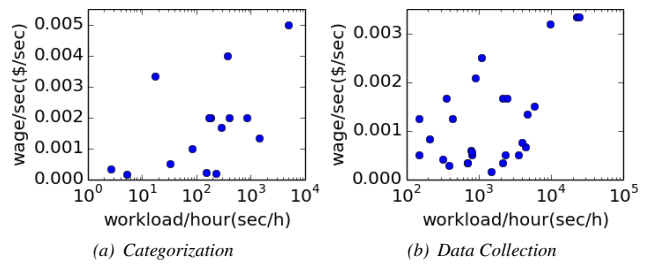 0.005
0.004
0.003
0.002
0.001
0.000
wage/sec($/sec)
10^0 10^1 10^2 10^3 10^4
workload/hour(sec/h)
(a) Categorization
0.003
0.002
0.001
0.000
wage/sec($/sec)
10^2 10^3 10^4 10^5
workload/hour(sec/h)
(b) Data Collection